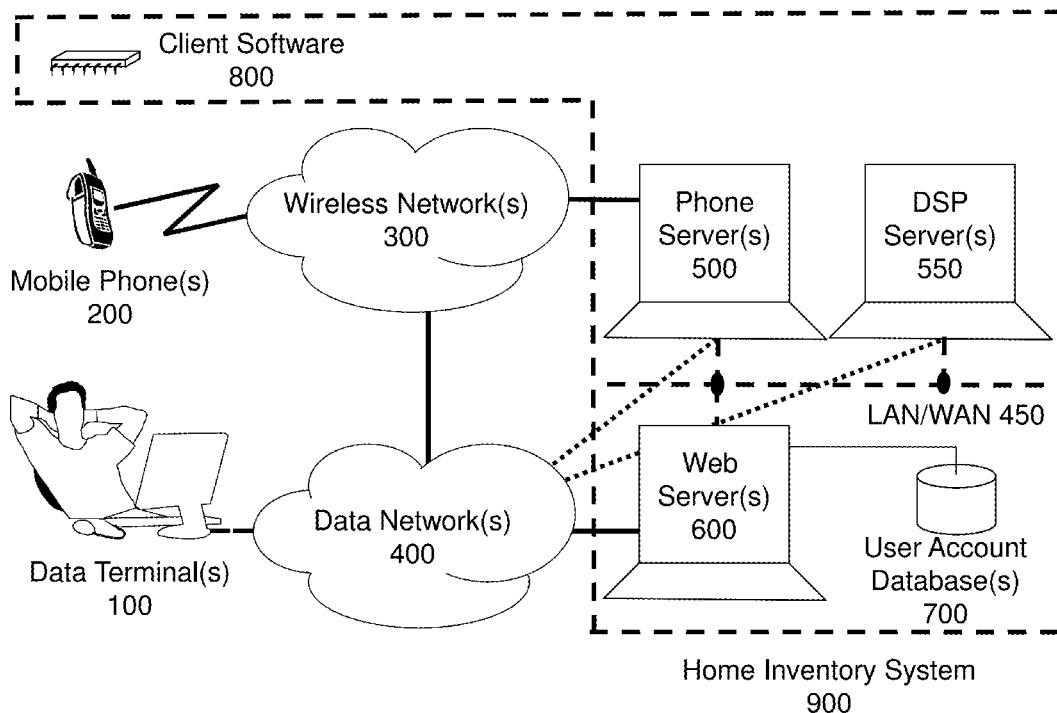 Client Software
800
Wireless Network(s)
300
Phone
Server(s)
500
DSP
Server(s)
550
Mobile Phone(s)
200
LAN/WAN 450
Data Network(s)
400
Web
Server(s)
600
Data Terminal(s)
100
User Account
Database(s)
700
Home Inventory System
900